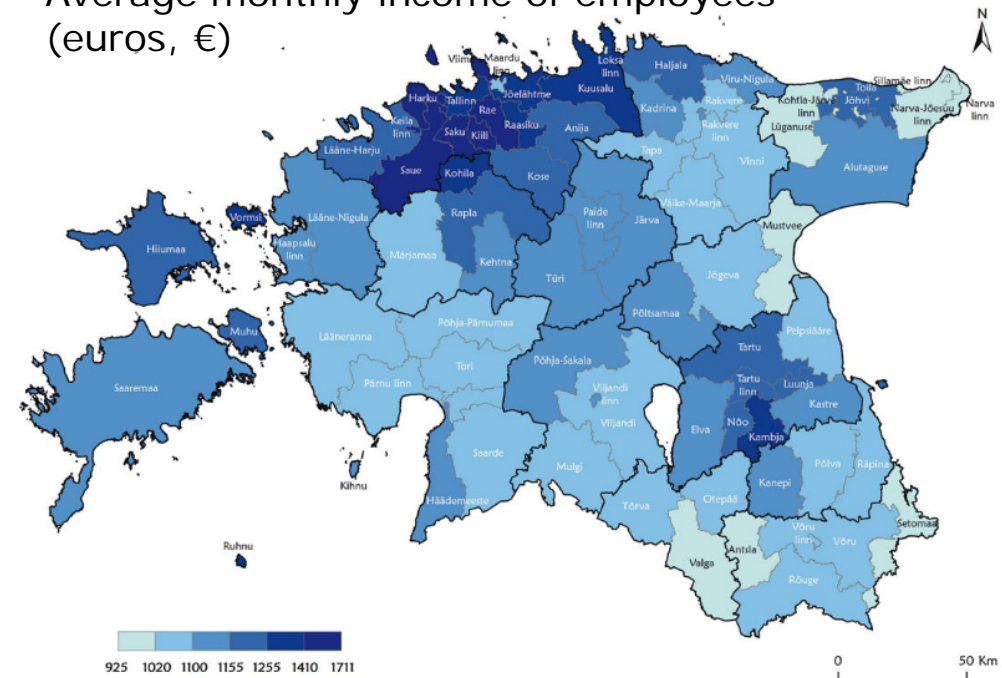 Average monthly income of employees
(euros, €)
N
Viimsi
Maardu
linn
Loksa
linn
Haljala
Harku
Tallinn
Jõelähtme
Kuusalu
Viru-Nigula
Sillamäe linn
Toila
Rae
Kadrina
Rakvere
Kohtla-Järve
linn
Jõhvi
Narva-Jõesuu
linn
Narva
linn
Keila
linn
Saku
Kiili
Raasiku
Anija
Rakvere
linn
Lüganuse
Lääne-Harju
Tapa
Vinni
Alutaguse
Saue
Kohila
Kose
Väike-Maarja
Vormsi
Lääne-Nigula
Rapla
Paide
linn
Järva
Mustvee
Hiiumaa
Haapsalu
linn
Märjamaa
Kehtna
Türi
Jõgeva
Põltsamaa
Muhu
Lääneranna
Põhja-Pärnumaa
Peipsiääre
Tartu
Saaremaa
Tori
Põhja-Sakala
Pärnu linn
Viljandi
linn
Tartu
linn
Luunja
Kastre
Viljandi
Elva
Nõo
Kambja
Saarde
Mulgi
Põlva
Räpina
Kihnu
Kanepi
Häädemeeste
Tõrva
Otepää
Setomaa
Ruhnu
Valga
Antsla
Võru
linn
Võru
Rõuge
925 1020 1100 1155 1255 1410 1711
0 50 Km